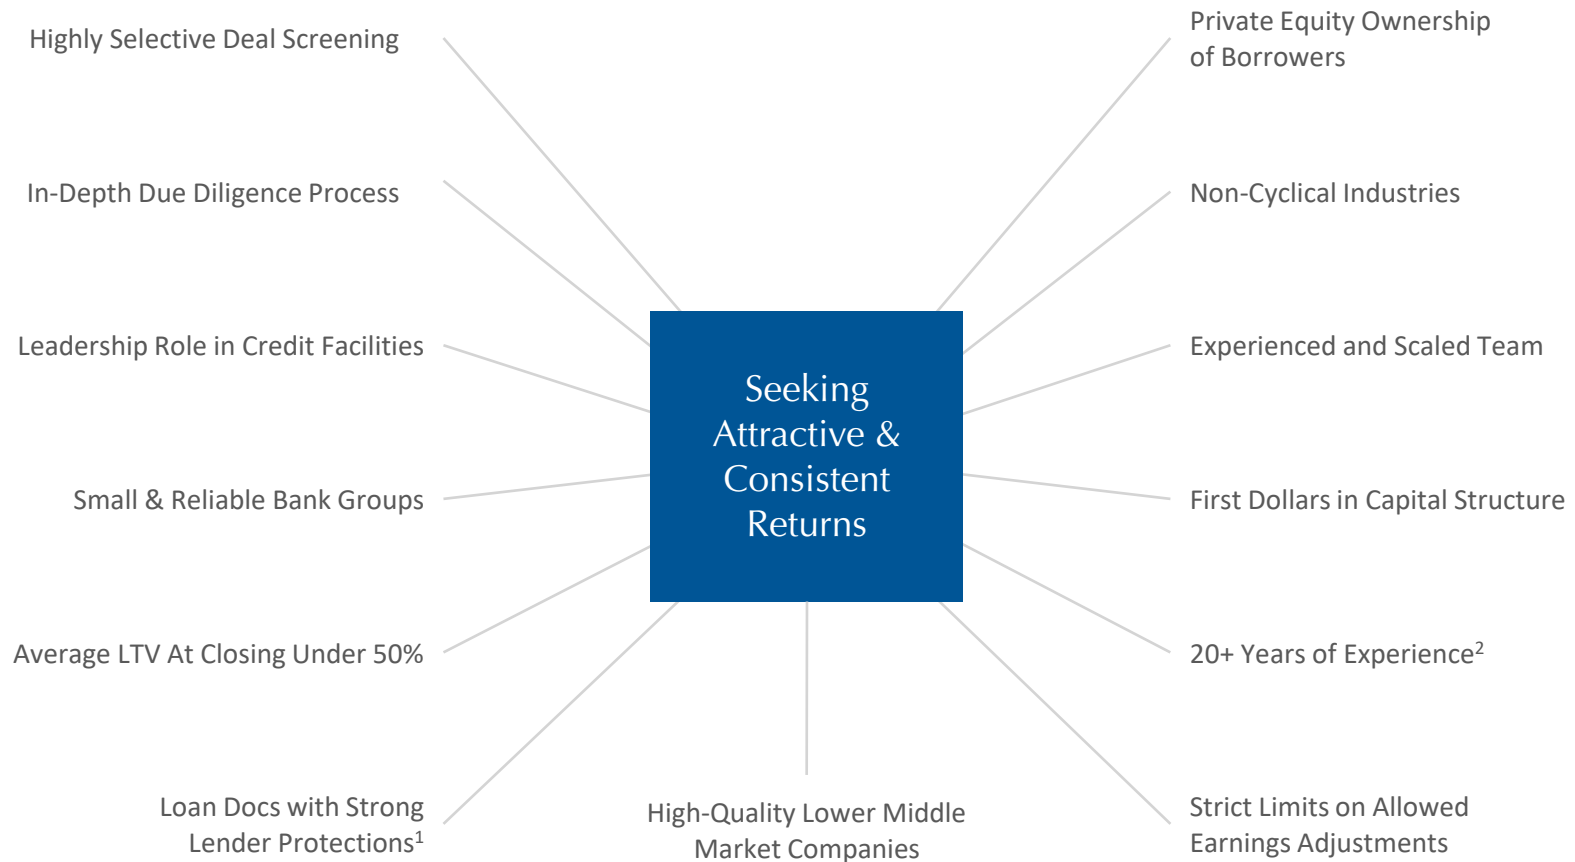 Highly Selective Deal Screening
In-Depth Due Diligence Process
Leadership Role in Credit Facilities
Small & Reliable Bank Groups
Average LTV At Closing Under 50%
Loan Docs with Strong
Lender Protections¹
Seeking
Attractive &
Consistent
Returns
High-Quality Lower Middle
Market Companies
Private Equity Ownership
of Borrowers
Non-Cyclical Industries
Experienced and Scaled Team
First Dollars in Capital Structure
20+ Years of Experience²
Strict Limits on Allowed
Earnings Adjustments